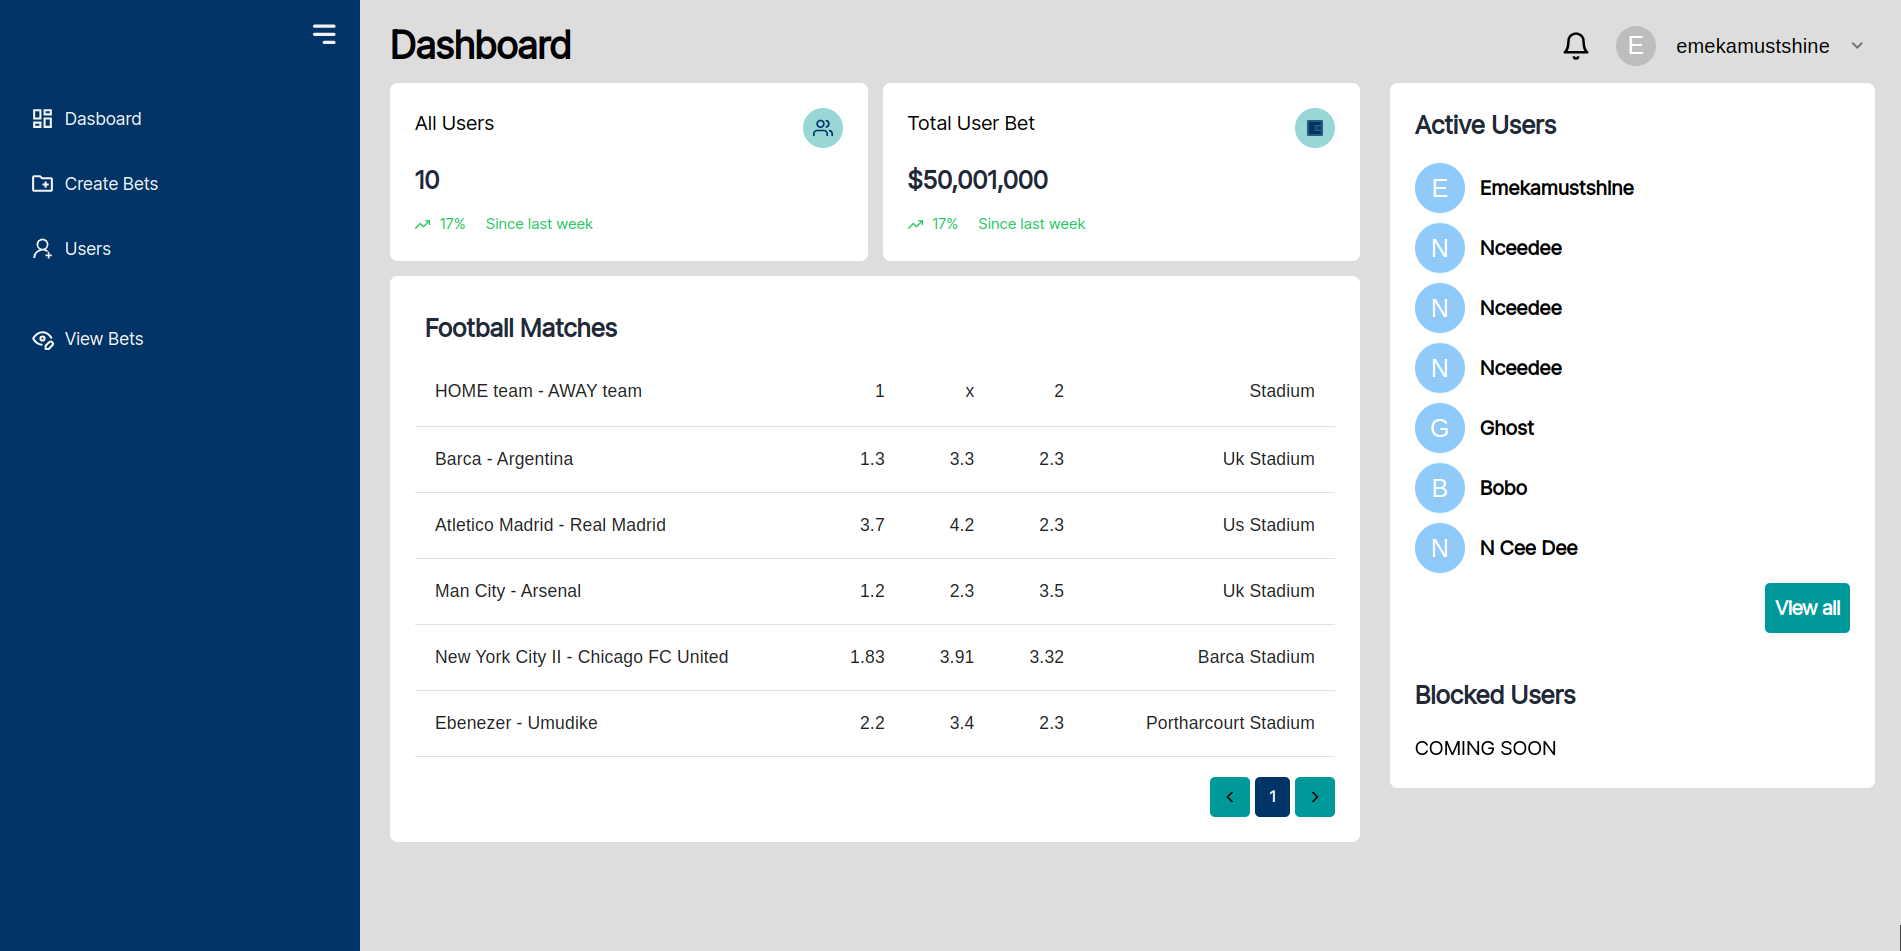 Dashboard
E emekamustshine
Dasboard
Create Bets
Users
View Bets
All Users
10
17% Since last week
Total User Bet
$50,001,000
17% Since last week
Football Matches
HOME team - AWAY team 1 x 2 Stadium
Barca - Argentina 1.3 3.3 2.3 Uk Stadium
Atletico Madrid - Real Madrid 3.7 4.2 2.3 Us Stadium
Man City - Arsenal 1.2 2.3 3.5 Uk Stadium
New York City II - Chicago FC United 1.83 3.91 3.32 Barca Stadium
Ebenezer - Umudike 2.2 3.4 2.3 Portharcourt Stadium
1
Active Users
E Emekamustshine
N Nceedee
N Nceedee
N Nceedee
G Ghost
B Bobo
N N Cee Dee
View all
Blocked Users
COMING SOON